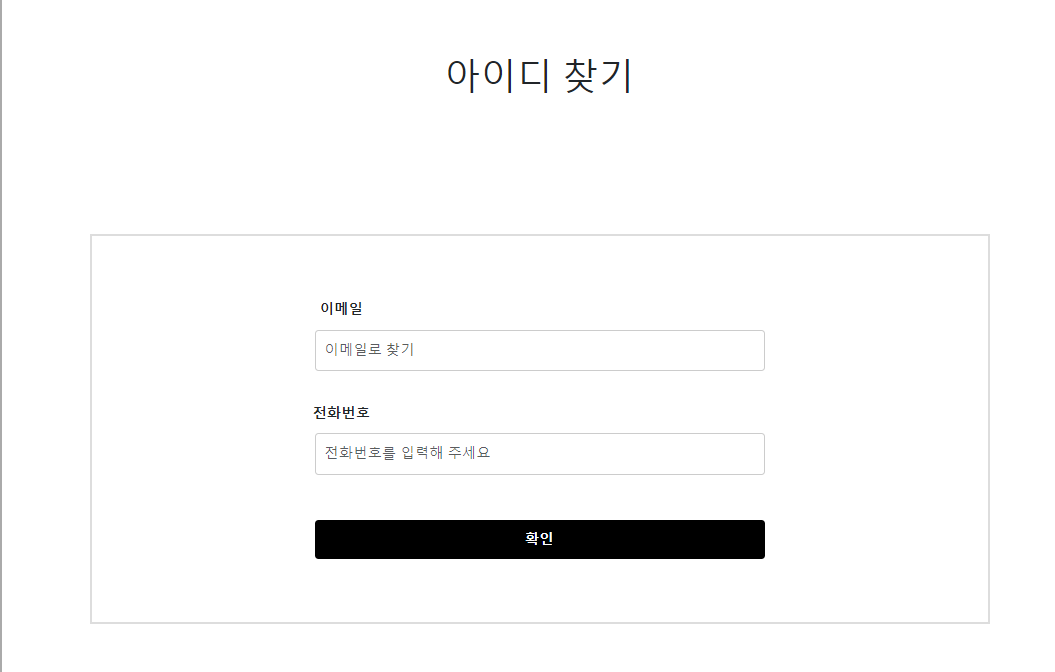 아이디 찾기
이메일
이메일로 찾기
전화번호
전화번호를 입력해 주세요
확인